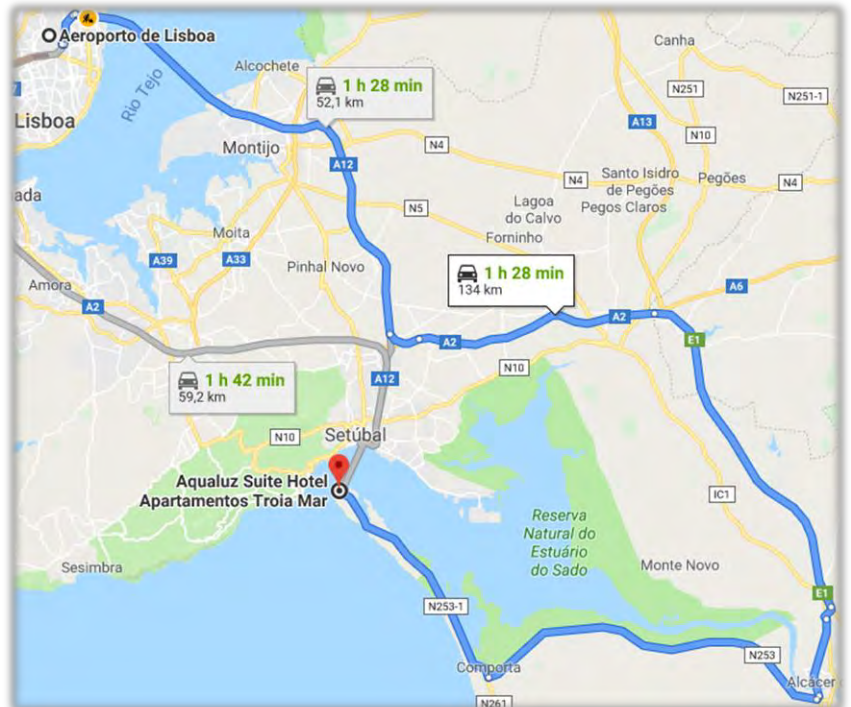 Aeroporto de Lisboa
Canha
Alcochete
1 h 28 min
52,1 km
N251
N251-1
Rio Tejo
A13
Lisboa
N10
Montijo
N4
A12
Santo Isidro
de Pegões
Pegões
N4
N4
ada
Lagoa
do Calvo
Pegos Claros
N5
Moita
Forninho
A39
A33
Pinhal Novo
1 h 28 min
134 km
Amora
A2
A6
A2
A2
E1
1 h 42 min
59,2 km
A12
N10
N10
Setúbal
Aqualuz Suite Hotel
Apartamentos Troia Mar
IC1
Reserva
Natural do
Estuário
do Sado
Sesimbra
Monte Novo
E1
N253-1
N253
Comporta
Alcácer
N261